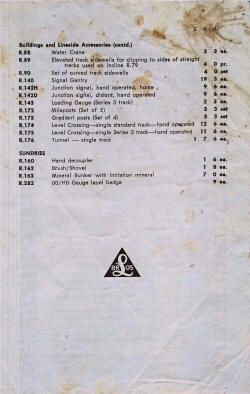 £ s. d.
Buildings and Lineside Accessories (contd.)
R.88 Water Crane 3 3 ea.
R.89 Elevated track sidewalls for clipping to sides of straight
tracks used on incline R.79 4 0 pr.
R.90 Set of curved track sidewalls 4 0 set
R.140 Signal Gantry 19 3 ea.
R.142H Junction signal, hand operated, home 9 6 ea.
R.142D Junction signal, distant, hand operated 9 6 ea.
R.143 Loading Gauge (Series 3 track) 2 3 ea.
R.172 Mileposts (Set of 5) 3 3 set
R.173 Gradient posts (Set of 4) 3 3 set
R.174 Level Crossing—single standard track—hand operated 12 6 ea.
R.175 Level Crossing—single Series 3 track—hand operated 11 6 ea.
R.176 Tunnel — single track 1 7 6 ea.
SUNDRIES
R.160 Hand decoupler 1 6 ea.
R.162 Brush/Shovel 1 8 ea.
R.163 Mineral Bunker with imitation mineral 7 0 ea.
R.282 00/H0 Gauge lapel badge 9 ea.
L
BROS